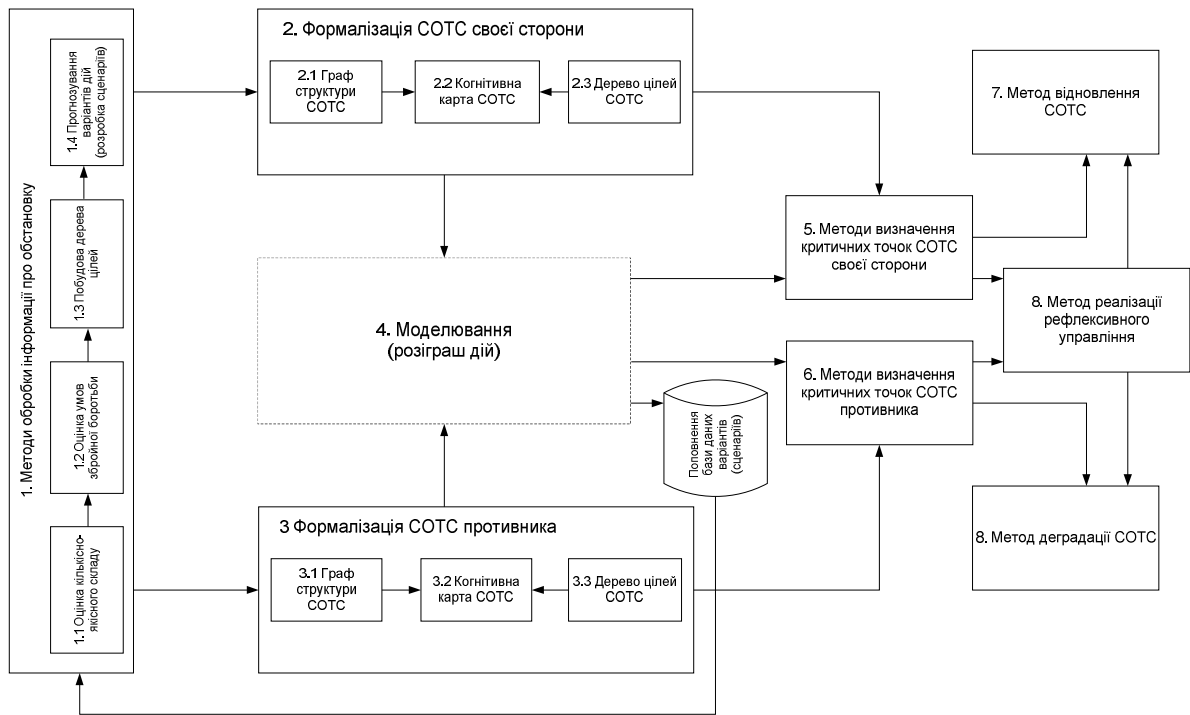 1. Методи обробки інформації про обстановку
1.4 Прогнозування
варіантів дій
(розробка сценаріїв)
1.3 Побудова дерева
цілей
1.2 Оцінка умов
збройної боротьби
1.1 Оцінка кількісно-
якісного складу
2. Формалізація СОТС своєї сторони
2.1 Граф
структури
СОТС
2.2 Когнітивна
карта СОТС
2.3 Дерево цілей
СОТС
4. Моделювання
(розіграш дій)
Поповнення
бази даних
варіантів
(сценаріїв)
3 Формалізація СОТС противника
3.1 Граф
структури
СОТС
3.2 Когнітивна
карта СОТС
3.3 Дерево цілей
СОТС
5. Методи визначення
критичних точок СОТС
своєї сторони
6. Методи визначення
критичних точок СОТС
противника
7. Метод відновлення
СОТС
8. Метод реалізації
рефлексивного
управління
8. Метод деградації СОТС